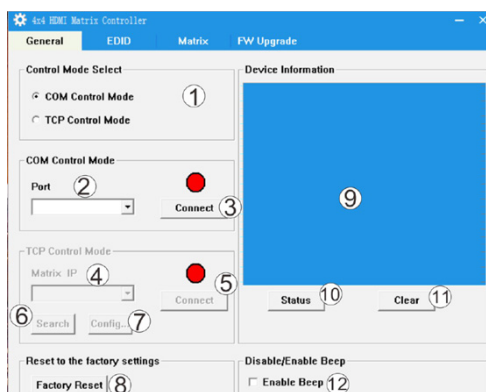 4x4 HDMI Matrix Controller
General EDID Matrix FW Upgrade
Control Mode Select
COM Control Mode
1
TCP Control Mode
COM Control Mode
Port
2
Connect
3
TCP Control Mode
Matrix IP
4
Connect
5
6
Search
Config...
7
Reset to the factory settings
Factory Reset
8
Device Information
9
Status
10
Clear
11
Disable/Enable Beep
Enable Beep
12